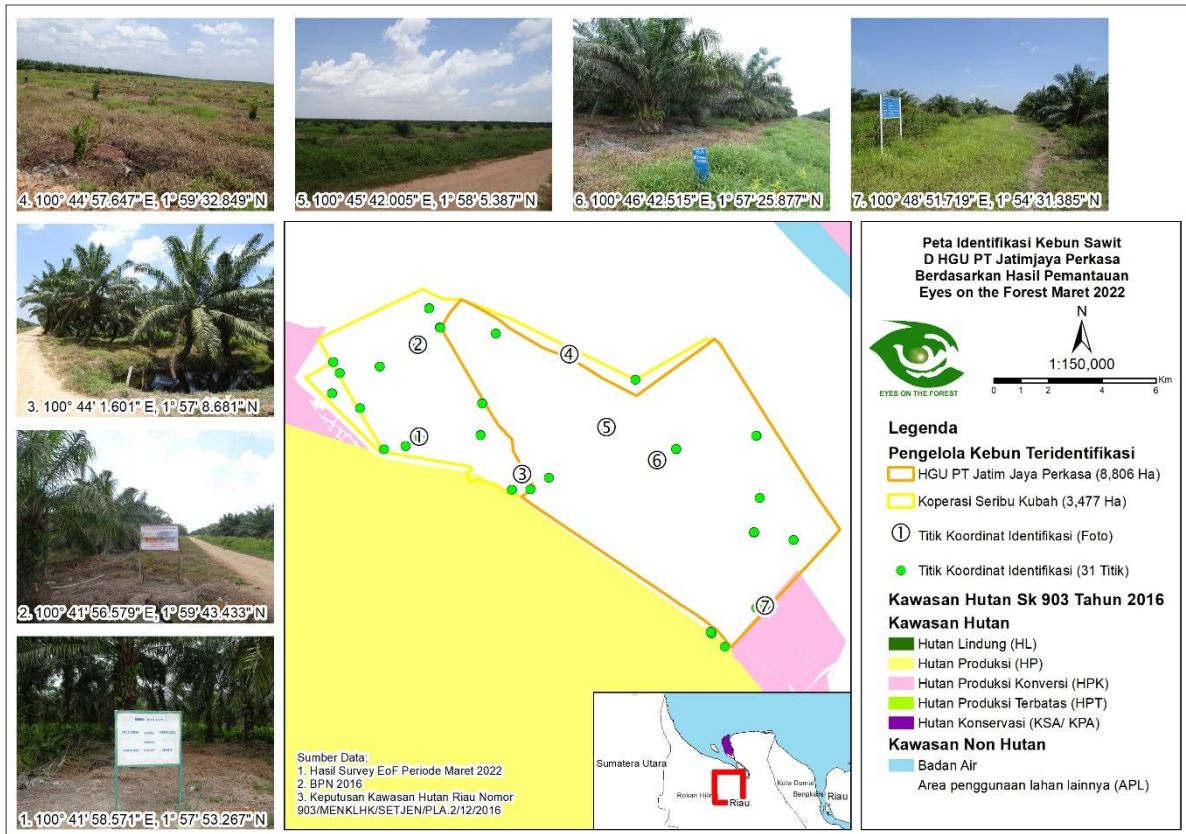 4. 100° 44' 57.647" E, 1° 59' 32.849" N
5. 100° 45' 42.005" E, 1° 58' 5.387" N
6. 100° 46' 42.515" E, 1° 57' 25.877" N
7. 100° 48' 51.719" E, 1° 54' 31.385" N
3. 100° 44' 1.601" E, 1° 57' 8.681" N
2. 100° 41' 56.579" E, 1° 59' 43.433" N
1. 100° 41' 58.571" E, 1° 57' 53.267" N
2
4
5
1
6
3
7
Sumber Data:
1. Hasil Survey EoF Periode Maret 2022
2. BPN 2016
3. Keputusan Kawasan Hutan Riau Nomor
903/MENKLHK/SETJEN/PLA.2/12/2016
Sumatera Utara
Rokan Hilir
Riau
Kota Dumai
Bengkalis
Riau
Peta Identifikasi Kebun Sawit
D HGU PT Jatimjaya Perkasa
Berdasarkan Hasil Pemantauan
Eyes on the Forest Maret 2022
N
1:150,000
0 1 2 4 6 Km
EYES ON THE FOREST
Legenda
Pengelola Kebun Teridentifikasi
HGU PT Jatim Jaya Perkasa (8,806 Ha)
Koperasi Seribu Kubah (3,477 Ha)
1 Titik Koordinat Identifikasi (Foto)
Titik Koordinat Identifikasi (31 Titik)
Kawasan Hutan Sk 903 Tahun 2016
Kawasan Hutan
Hutan Lindung (HL)
Hutan Produksi (HP)
Hutan Produksi Konversi (HPK)
Hutan Produksi Terbatas (HPT)
Hutan Konservasi (KSA/ KPA)
Kawasan Non Hutan
Badan Air
Area penggunaan lahan lainnya (APL)